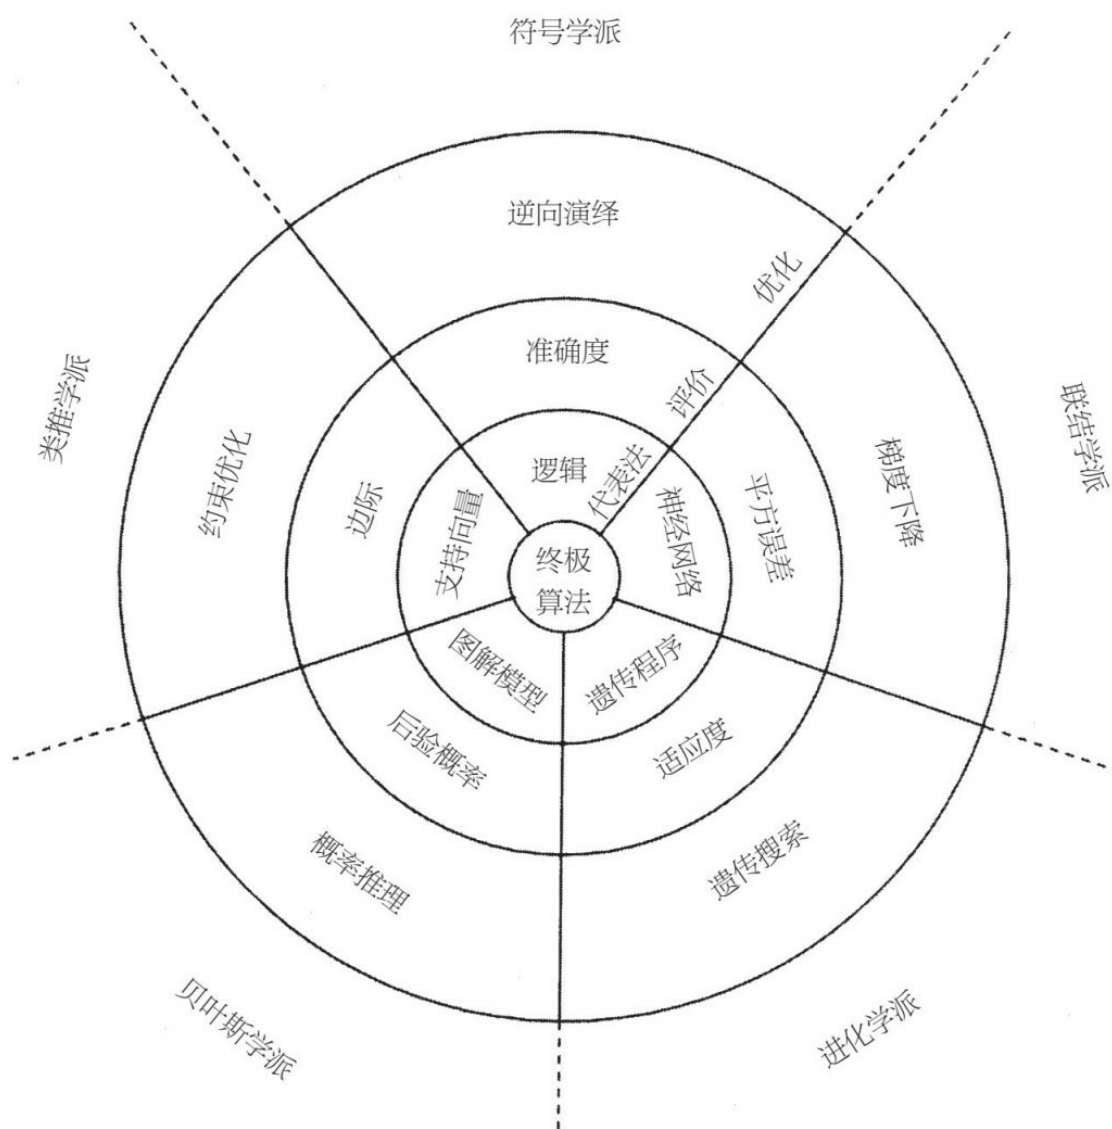 符号学派
逆向演绎
优化
准确度
评价
逻辑
代表法
类推学派
约束优化
边际
支持向量
终极
算法
神经网络
平方误差
梯度下降
联结学派
图解模型
遗传程序
后验概率
适应度
概率推理
遗传搜索
贝叶斯学派
进化学派